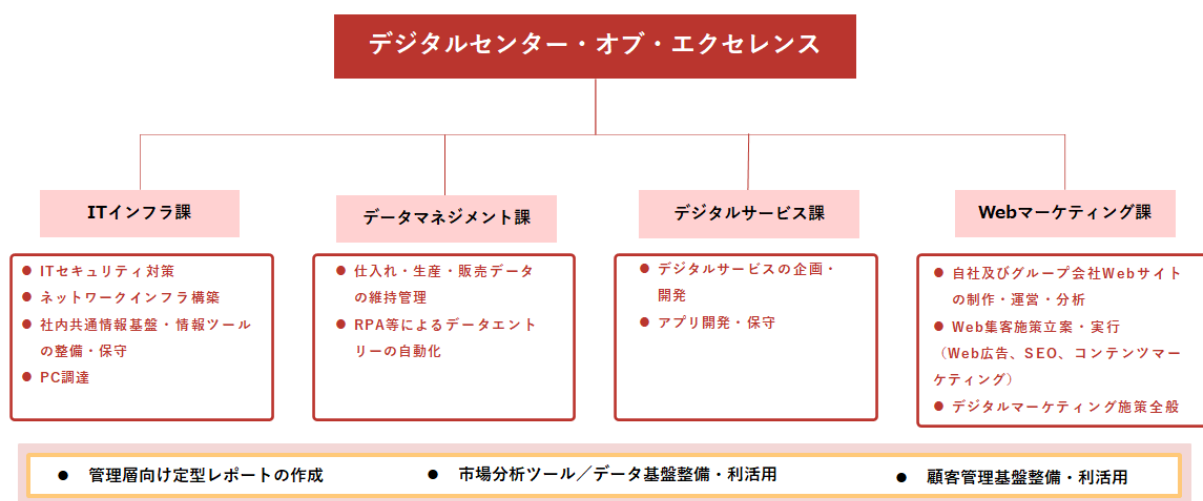 デジタルセンター・オブ・エクセレンス
ITインフラ課
データマネジメント課
デジタルサービス課
Webマーケティング課
● ITセキュリティ対策
● ネットワークインフラ構築
● 社内共通情報基盤・情報ツール
の整備・保守
● PC調達
● 仕入れ・生産・販売データ
の維持管理
● RPA等によるデータエント
リーの自動化
● デジタルサービスの企画・
開発
● アプリ開発・保守
● 自社及びグループ会社Webサイト
の制作・運営・分析
● Web集客施策立案・実行
（Web広告、SEO、コンテンツマー
ケティング）
● デジタルマーケティング施策全般
● 管理層向け定型レポートの作成
● 市場分析ツール／データ基盤整備・利活用
● 顧客管理基盤整備・利活用